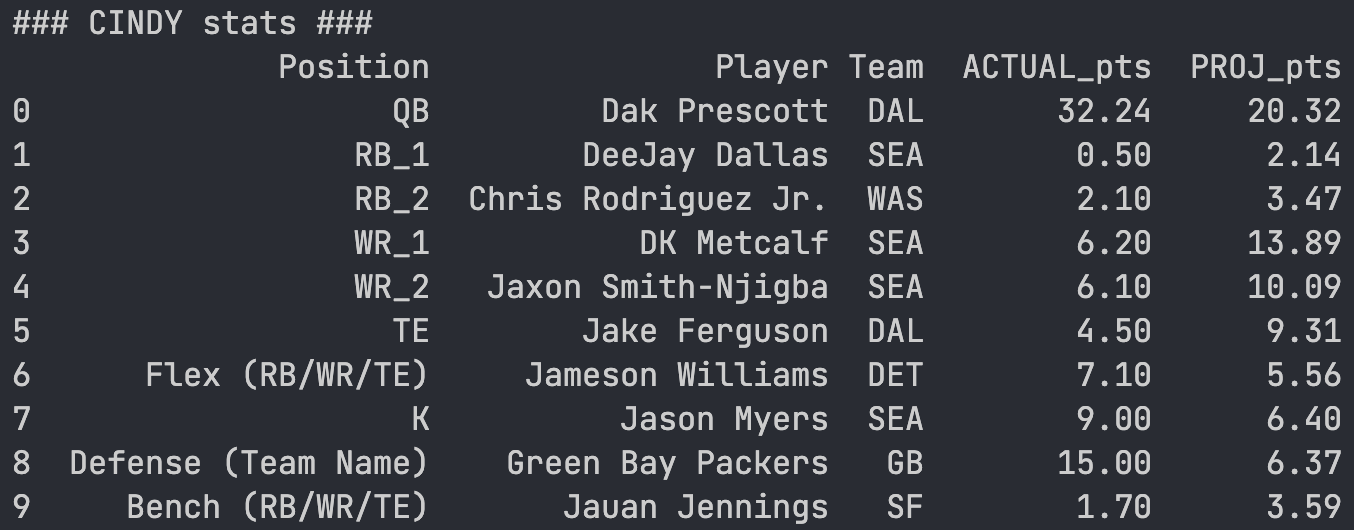 ### CINDY stats ###
Position Player Team ACTUAL_pts PROJ_pts
0 QB Dak Prescott DAL 32.24 20.32
1 RB_1 DeeJay Dallas SEA 0.50 2.14
2 RB_2 Chris Rodriguez Jr. WAS 2.10 3.47
3 WR_1 DK Metcalf SEA 6.20 13.89
4 WR_2 Jaxon Smith-Njigba SEA 6.10 10.09
5 TE Jake Ferguson DAL 4.50 9.31
6 Flex (RB/WR/TE) Jameson Williams DET 7.10 5.56
7 K Jason Myers SEA 9.00 6.40
8 Defense (Team Name) Green Bay Packers GB 15.00 6.37
9 Bench (RB/WR/TE) Jauan Jennings SF 1.70 3.59